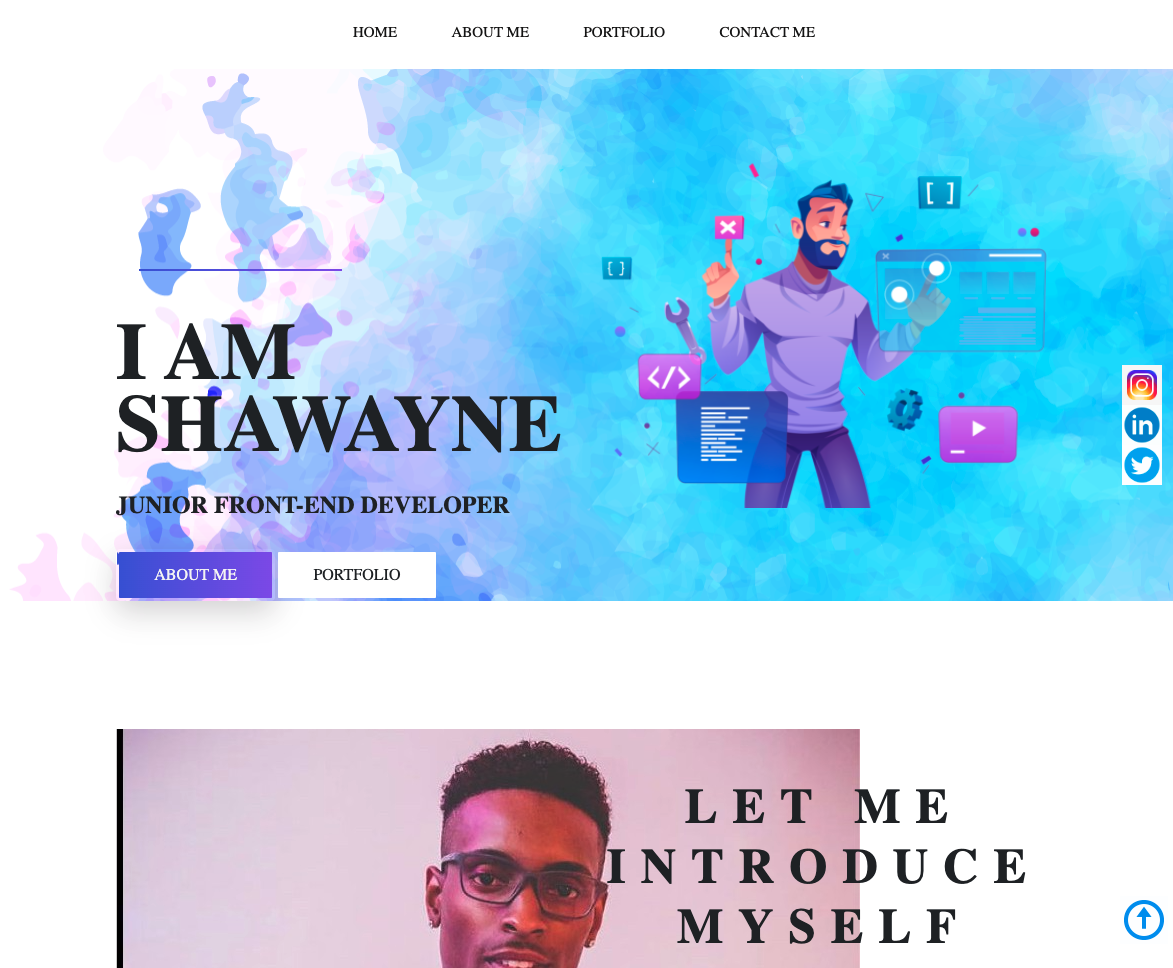 HOME ABOUT ME PORTFOLIO CONTACT ME
[ ]
[ ]
</>
I AM
SHAWAYNE
JUNIOR FRONT-END DEVELOPER
ABOUT ME PORTFOLIO
in
LET ME
INTRODUCE
MYSELF